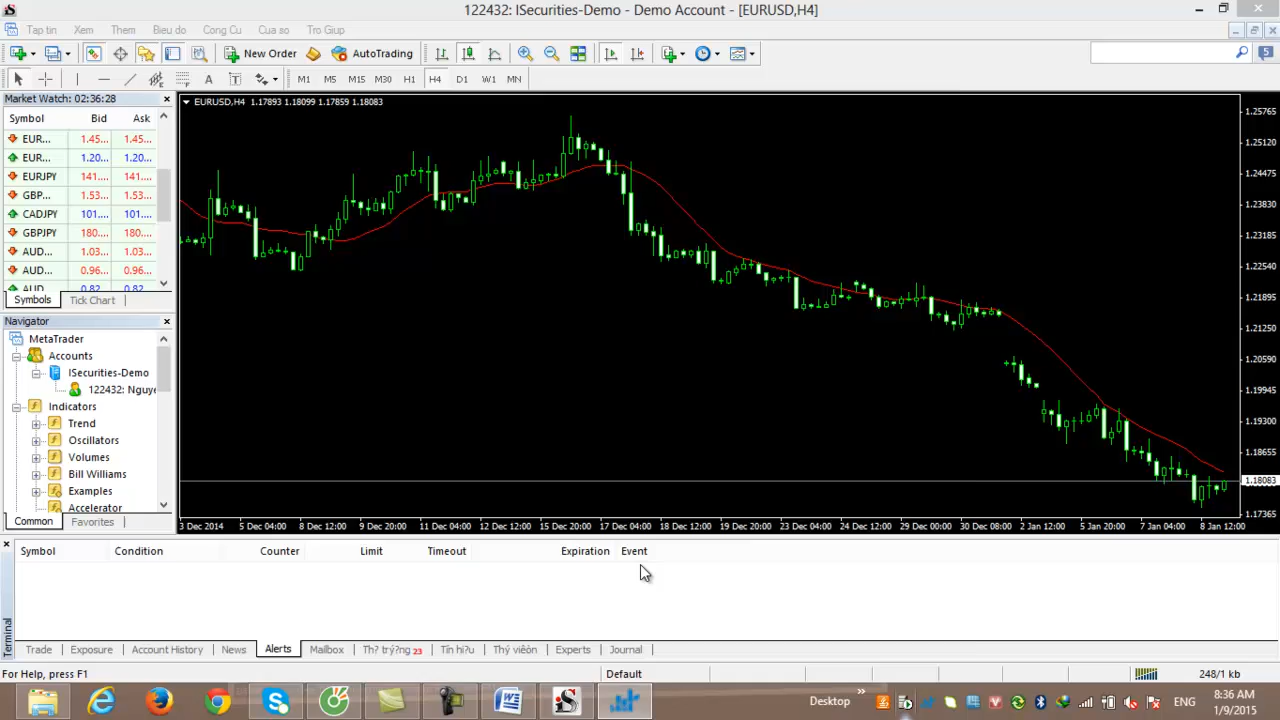 122432: ISecurities-Demo - Demo Account - [EURUSD,H4]
Tap tin Xem Them Bieu do Cong Cu Cua so Tro Giup
New Order AutoTrading
5
M1 M5 M15 M30 H1 H4 D1 W1 MN
Market Watch: 02:36:28
Symbol Bid Ask
EUR... 1.45... 1.45...
EUR... 1.20... 1.20...
EURJPY 141.... 141....
GBP... 1.53... 1.53...
CADJPY 101.... 101....
GBPJPY 180.... 180....
AUD... 1.03... 1.03...
AUD... 0.96... 0.96...
AUD 0.82 0.82
Symbols Tick Chart
Navigator
MetaTrader
Accounts
ISecurities-Demo
122432: Nguye
Indicators
Trend
Oscillators
Volumes
Bill Williams
Examples
Accelerator
Common Favorites
EURUSD,H4 1.17893 1.18099 1.17859 1.18083
1.25765
1.25120
1.24475
1.23830
1.23185
1.22540
1.21895
1.21250
1.20590
1.19945
1.19300
1.18655
1.18083
1.17365
3 Dec 2014 5 Dec 04:00 8 Dec 12:00 9 Dec 20:00 11 Dec 04:00 12 Dec 12:00 15 Dec 20:00 17 Dec 04:00 18 Dec 12:00 19 Dec 20:00 23 Dec 04:00 24 Dec 12:00 29 Dec 00:00 30 Dec 08:00 2 Jan 12:00 5 Jan 20:00 7 Jan 04:00 8 Jan 12:00
Symbol Condition Counter Limit Timeout Expiration Event
Terminal
Trade Exposure Account History News Alerts Mailbox Th? trý?ng 23 Tín hi?u Thý viêòn Experts Journal
For Help, press F1 Default 248/1 kb
Desktop ENG 8:36 AM
1/9/2015